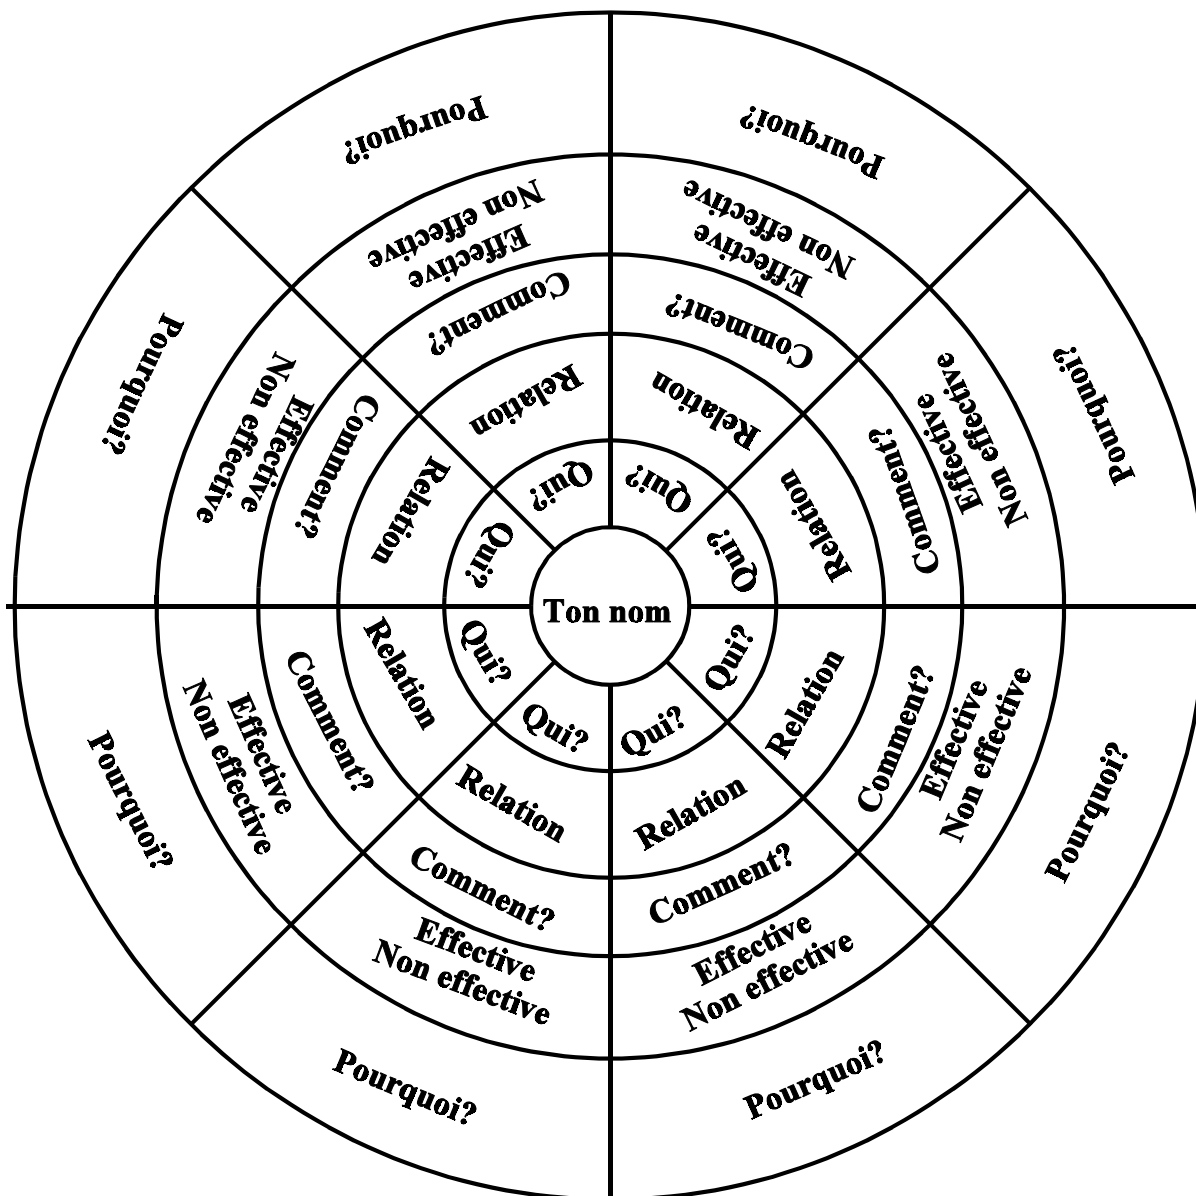 Pourquoi?
Pourquoi?
Non effective
Effective
Non effective
Effective
Comment?
Comment?
Relation
Relation
Qui?
Qui?
Pourquoi?
Non effective
Effective
Comment?
Relation
Qui?
Qui?
Relation
Comment?
Effective
Non effective
Pourquoi?
Ton nom
Pourquoi?
Non effective
Effective
Comment?
Relation
Qui?
Qui?
Relation
Comment?
Effective
Non effective
Pourquoi?
Qui?
Qui?
Relation
Relation
Comment?
Comment?
Effective
Non effective
Effective
Non effective
Pourquoi?
Pourquoi?